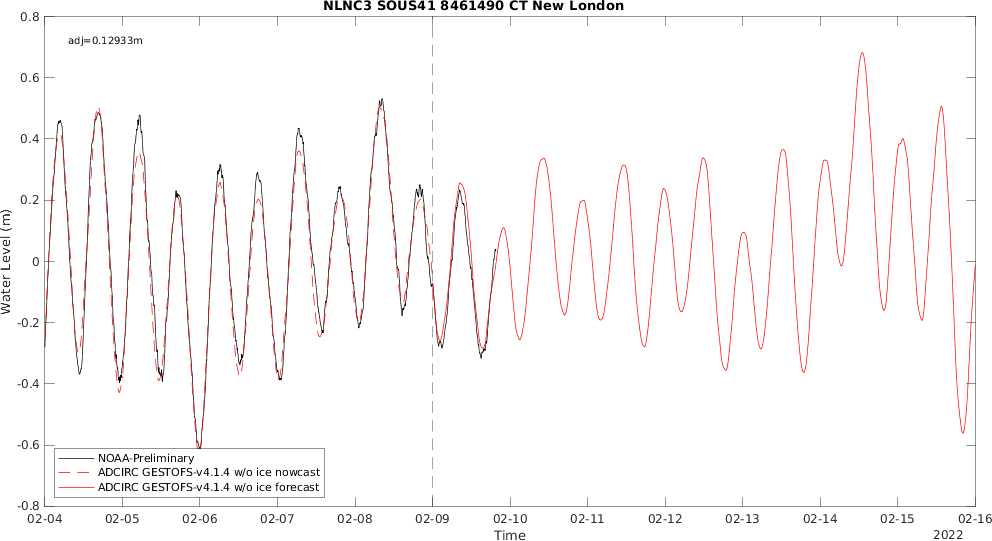 NLNC3 SOUS41 8461490 CT New London
adj=0.12933m
0.8
0.6
0.4
0.2
0
-0.2
-0.4
-0.6
-0.8
Water Level (m)
NOAA-Preliminary
ADCIRC GESTOFS-v4.1.4 w/o ice nowcast
ADCIRC GESTOFS-v4.1.4 w/o ice forecast
02-04 02-05 02-06 02-07 02-08 02-09 02-10 02-11 02-12 02-13 02-14 02-15 02-16
Time
2022